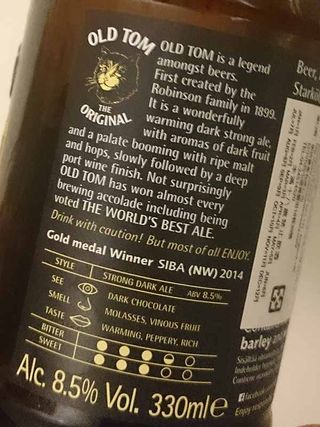 OLD TOM
THE
ORIGINAL
OLD TOM is a legend
amongst beers.
First created by the
Robinson family in 1899.
It is a wonderfully
warming dark strong ale,
with aromas of dark fruit
and a palate booming with ripe malt
and hops, slowly followed by a deep
port wine finish. Not surprisingly
OLD TOM has won almost every
brewing accolade including being
voted THE WORLD'S BEST ALE.
Drink with caution! But most of all ENJOY.
Gold medal Winner SIBA (NW) 2014
STYLE STRONG DARK ALE ABV 8.5%
SEE DARK CHOCOLATE
SMELL MOLASSES, VINOUS FRUIT
TASTE WARMING, PEPPERY, RICH
BITTER
SWEET
Alc. 8.5% Vol. 330ml e
Beer,
barley and